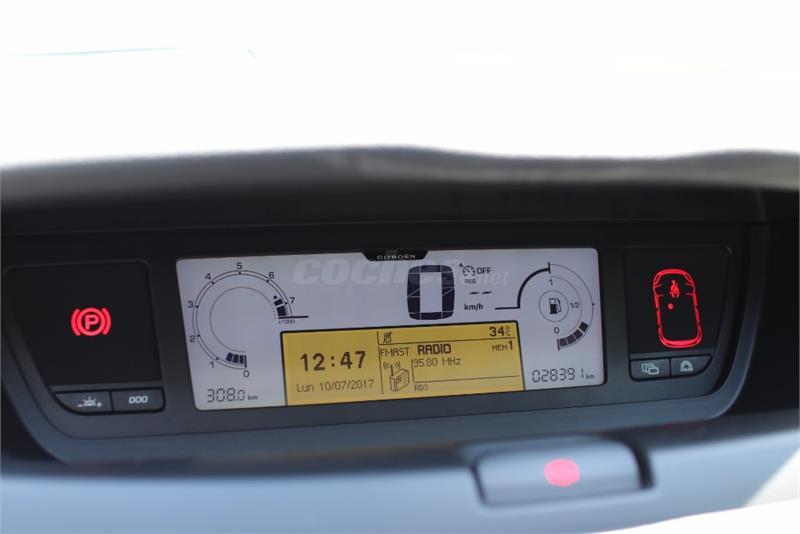 CITROËN
coches.net
OFF
REG
0
--
km/h
1 2 3 4 5 6 7
x1000
0
1
1/2
0
P
12:47
Lun 10/07/2017
34°C
FMAST RADIO
MEM1
95.80 MHz
RDS
308.0 km
028391 km
000